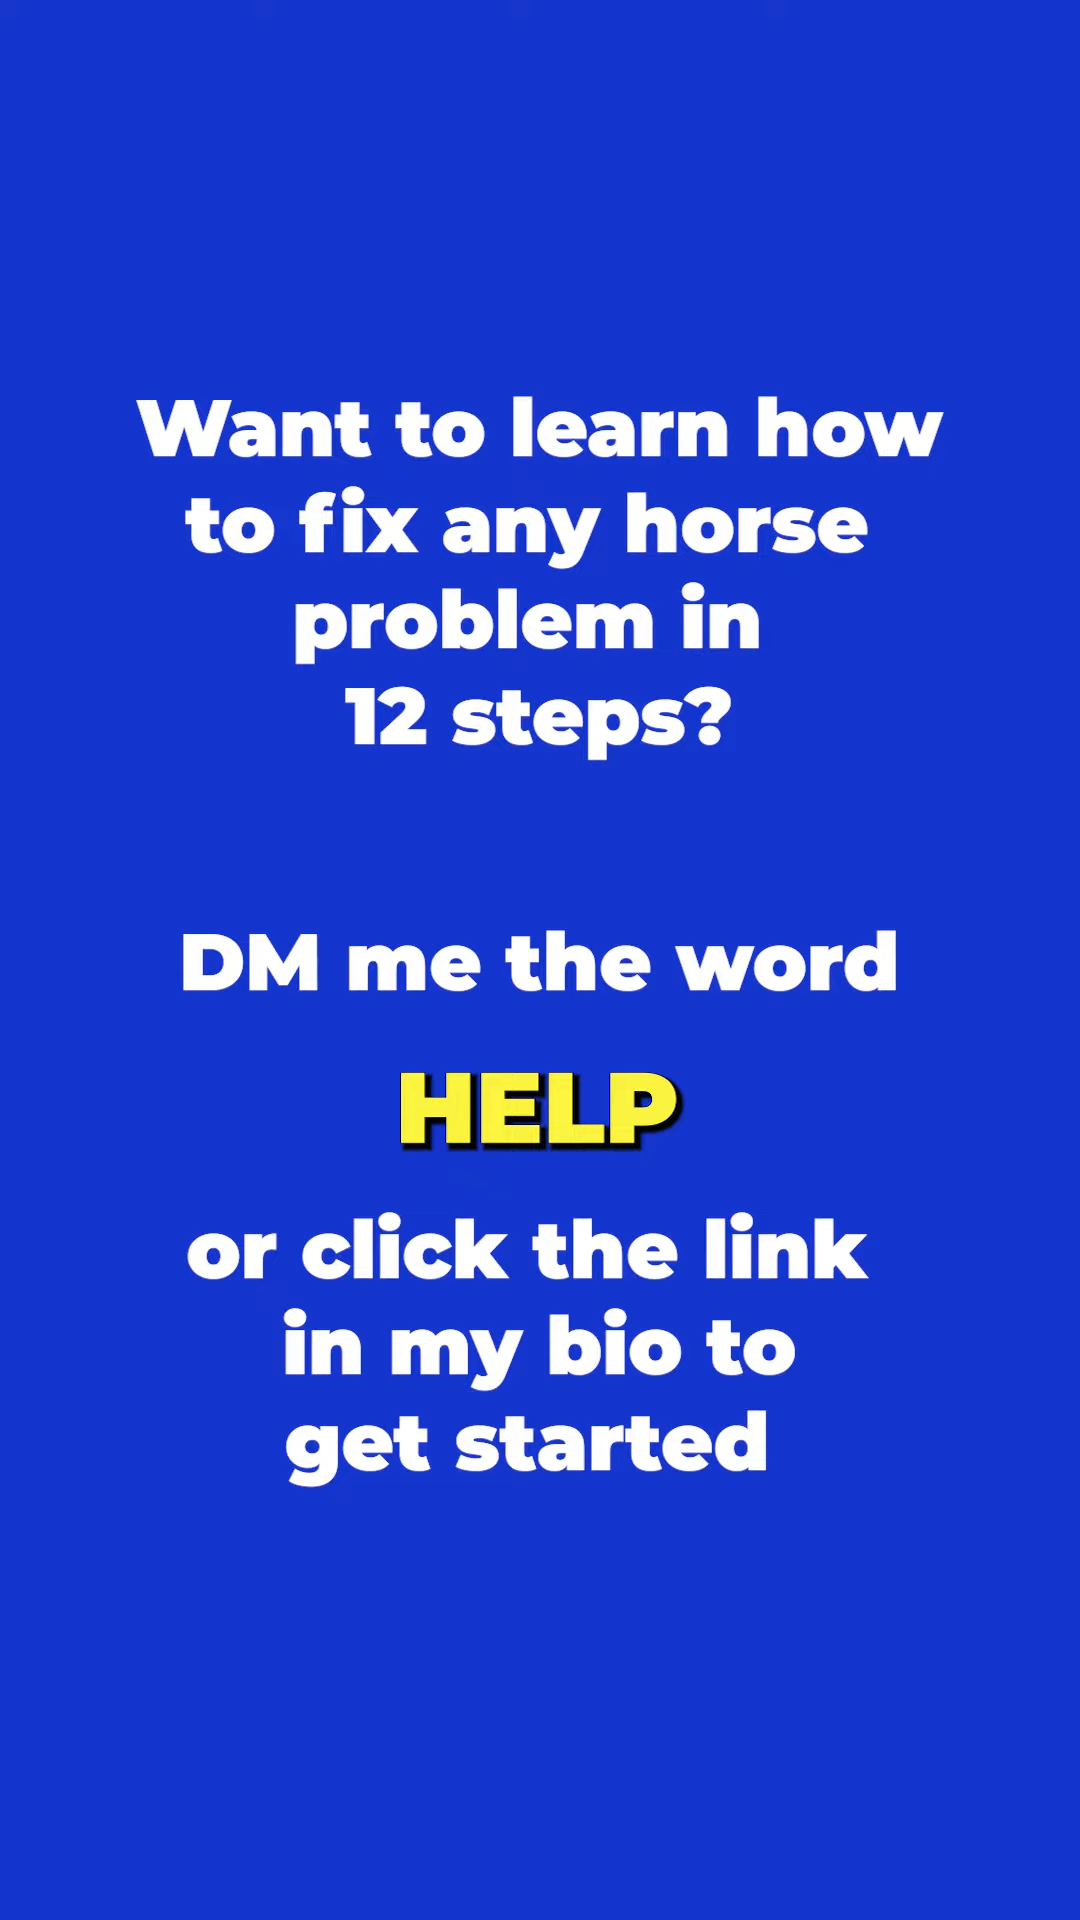 Want to learn how
to fix any horse
problem in
12 steps?
DM me the word
HELP
or click the link
in my bio to
get started